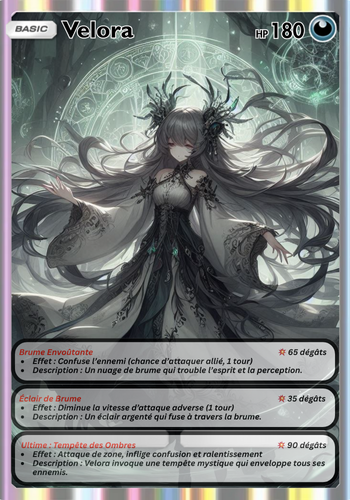 BASIC Velora HP 180
Brume Envoûtante 65 dégâts
• Effet : Confuse l'ennemi (chance d'attaquer allié, 1 tour)
• Description : Un nuage de brume qui trouble l'esprit et la perception.
Éclair de Brume 35 dégâts
• Effet : Diminue la vitesse d'attaque adverse (1 tour)
• Description : Un éclair argenté qui fuse à travers la brume.
Ultime : Tempête des Ombres 90 dégâts
• Effet : Attaque de zone, inflige confusion et ralentissement
• Description : Velora invoque une tempête mystique qui enveloppe tous ses
ennemis.